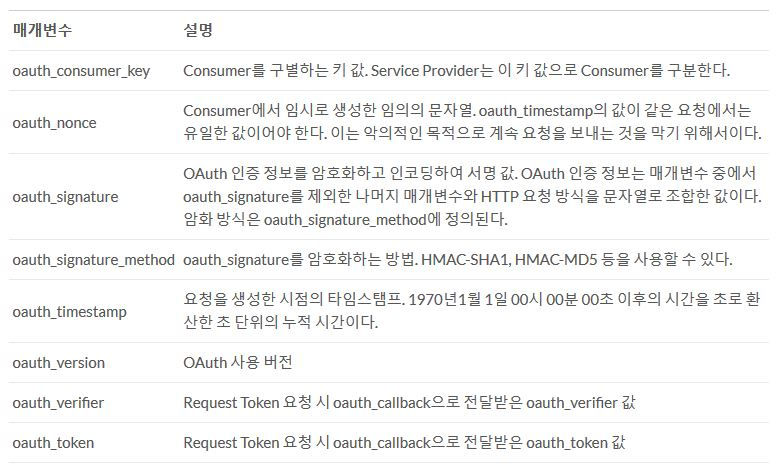 매개변수 설명
oauth_consumer_key Consumer를 구별하는 키 값. Service Provider는 이 키 값으로 Consumer를 구분한다.
oauth_nonce Consumer에서 임시로 생성한 임의의 문자열. oauth_timestamp의 값이 같은 요청에서는
유일한 값이어야 한다. 이는 악의적인 목적으로 계속 요청을 보내는 것을 막기 위해서이다.
oauth_signature OAuth 인증 정보를 암호화하고 인코딩하여 서명 값. OAuth 인증 정보는 매개변수 중에서
oauth_signature를 제외한 나머지 매개변수와 HTTP 요청 방식을 문자열로 조합한 값이다.
암화 방식은 oauth_signature_method에 정의된다.
oauth_signature_method oauth_signature를 암호화하는 방법. HMAC-SHA1, HMAC-MD5 등을 사용할 수 있다.
oauth_timestamp 요청을 생성한 시점의 타임스탬프. 1970년1월 1일 00시 00분 00초 이후의 시간을 초로 환
산한 초 단위의 누적 시간이다.
oauth_version OAuth 사용 버전
oauth_verifier Request Token 요청 시 oauth_callback으로 전달받은 oauth_verifier 값
oauth_token Request Token 요청 시 oauth_callback으로 전달받은 oauth_token 값